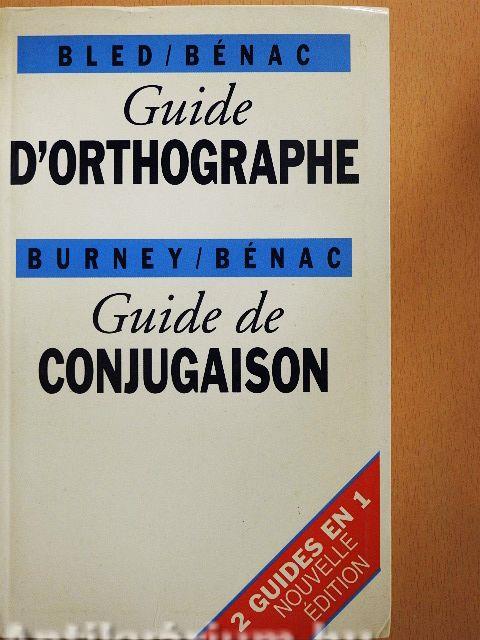 BLED/BÉNAC
Guide
D'ORTHOGRAPHE
BURNEY/BÉNAC
Guide de
CONJUGAISON
2 GUIDES EN 1
NOUVELLE
ÉDITION